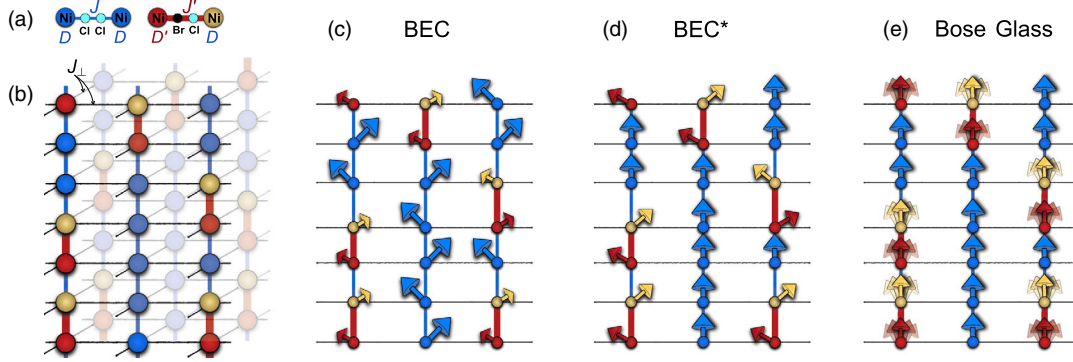 (a) J J'
Ni Ni Ni Ni
Cl Cl Br Cl
D D D' D
(b) J⊥
(c) BEC
(d) BEC*
(e) Bose Glass